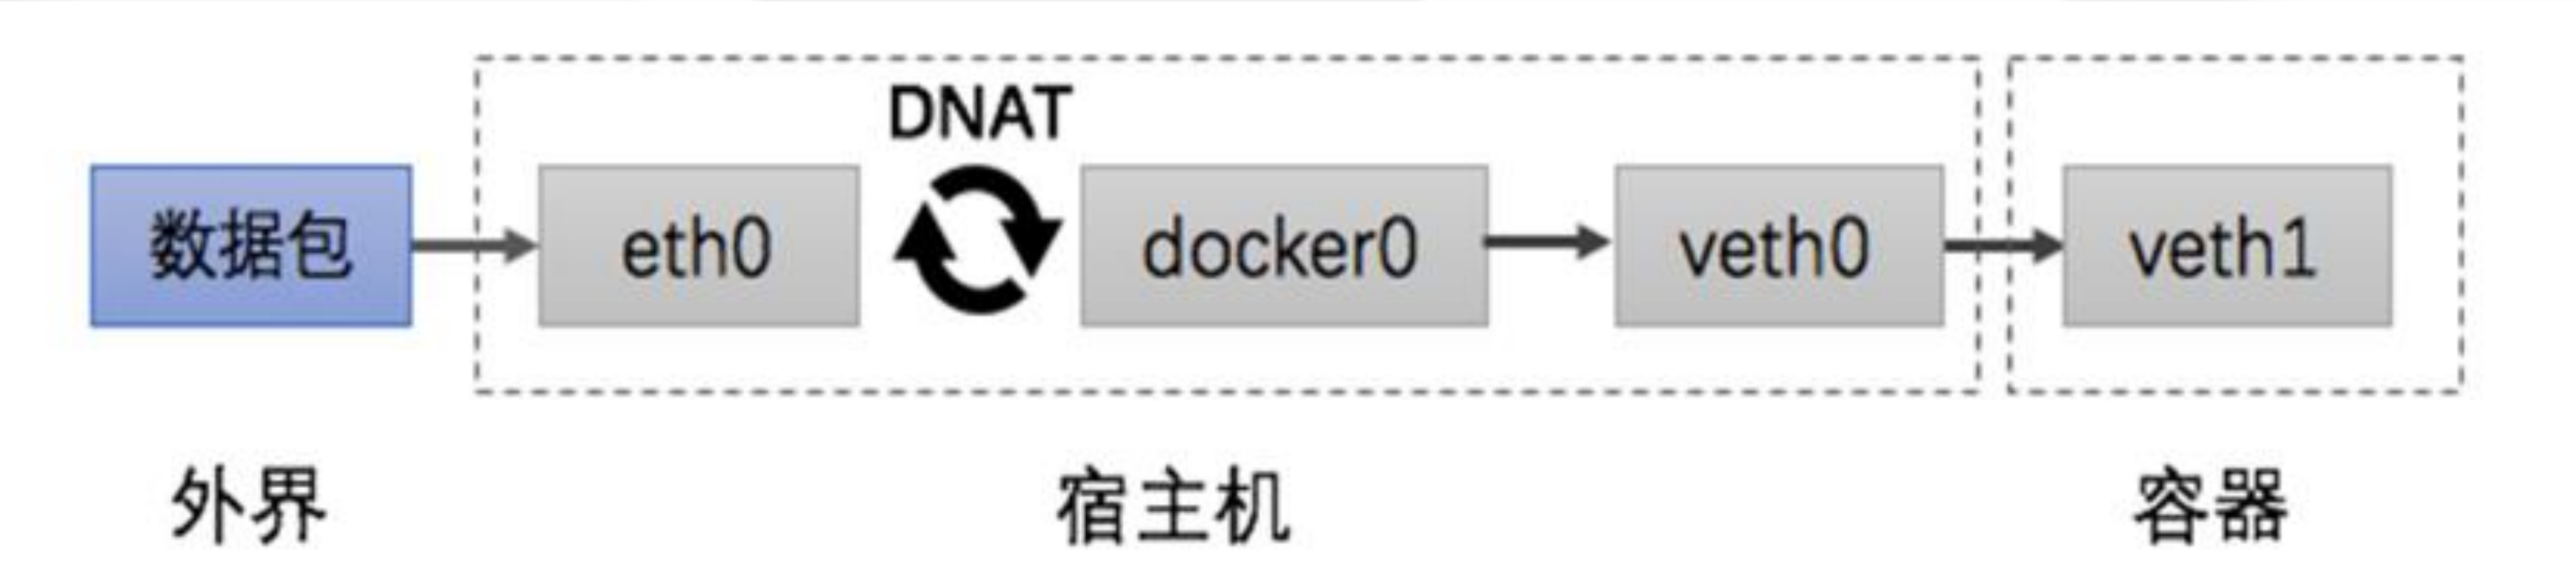 DNAT
数据包
eth0
docker0
veth0
veth1
外界
宿主机
容器